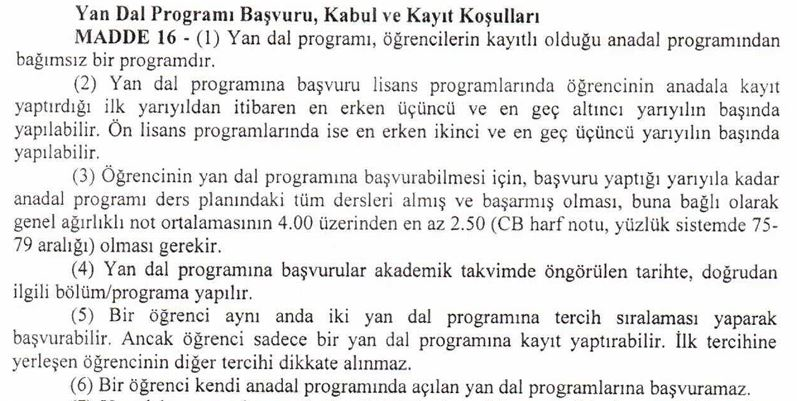 Yan Dal Programı Başvuru, Kabul ve Kayıt Koşulları
MADDE 16 - (1) Yan dal programı, öğrencilerin kayıtlı olduğu anadal programından
bağımsız bir programdır.
(2) Yan dal programına başvuru lisans programlarında öğrencinin anadala kayıt
yaptırdığı ilk yarıyıldan itibaren en erken üçüncü ve en geç altıncı yarıyılın başında
yapılabilir. Ön lisans programlarında ise en erken ikinci ve en geç üçüncü yarıyılın başında
yapılabilir.
(3) Öğrencinin yan dal programına başvurabilmesi için, başvuru yaptığı yarıyıla kadar
anadal programı ders planındaki tüm dersleri almış ve başarmış olması, buna bağlı olarak
genel ağırlıklı not ortalamasının 4.00 üzerinden en az 2.50 (CB harf notu, yüzlük sistemde 75-
79 aralığı) olması gerekir.
(4) Yan dal programına başvurular akademik takvimde öngörülen tarihte, doğrudan
ilgili bölüm/programa yapılır.
(5) Bir öğrenci aynı anda iki yan dal programına tercih sıralaması yaparak
başvurabilir. Ancak öğrenci sadece bir yan dal programına kayıt yaptırabilir. İlk tercihine
yerleşen öğrencinin diğer tercihi dikkate alınmaz.
(6) Bir öğrenci kendi anadal programında açılan yan dal programlarına başvuramaz.